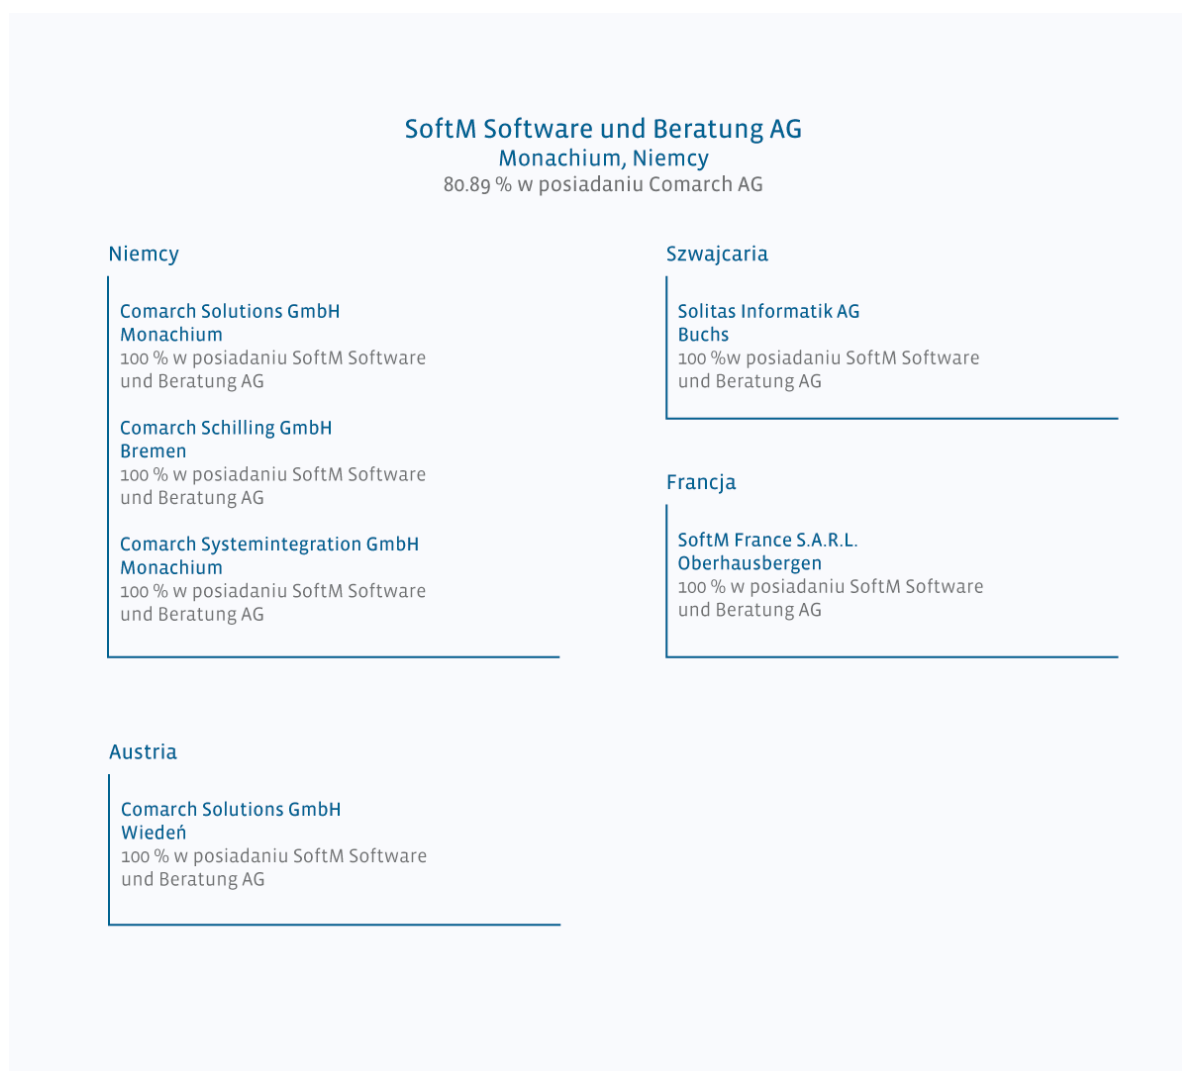 SoftM Software und Beratung AG
Monachium, Niemcy
80.89 % w posiadaniu Comarch AG
Niemcy
Comarch Solutions GmbH
Monachium
100 % w posiadaniu SoftM Software
und Beratung AG
Comarch Schilling GmbH
Bremen
100 % w posiadaniu SoftM Software
und Beratung AG
Comarch Systemintegration GmbH
Monachium
100 % w posiadaniu SoftM Software
und Beratung AG
Szwajcaria
Solitas Informatik AG
Buchs
100 %w posiadaniu SoftM Software
und Beratung AG
Francja
SoftM France S.A.R.L.
Oberhausbergen
100 % w posiadaniu SoftM Software
und Beratung AG
Austria
Comarch Solutions GmbH
Wiedeń
100 % w posiadaniu SoftM Software
und Beratung AG